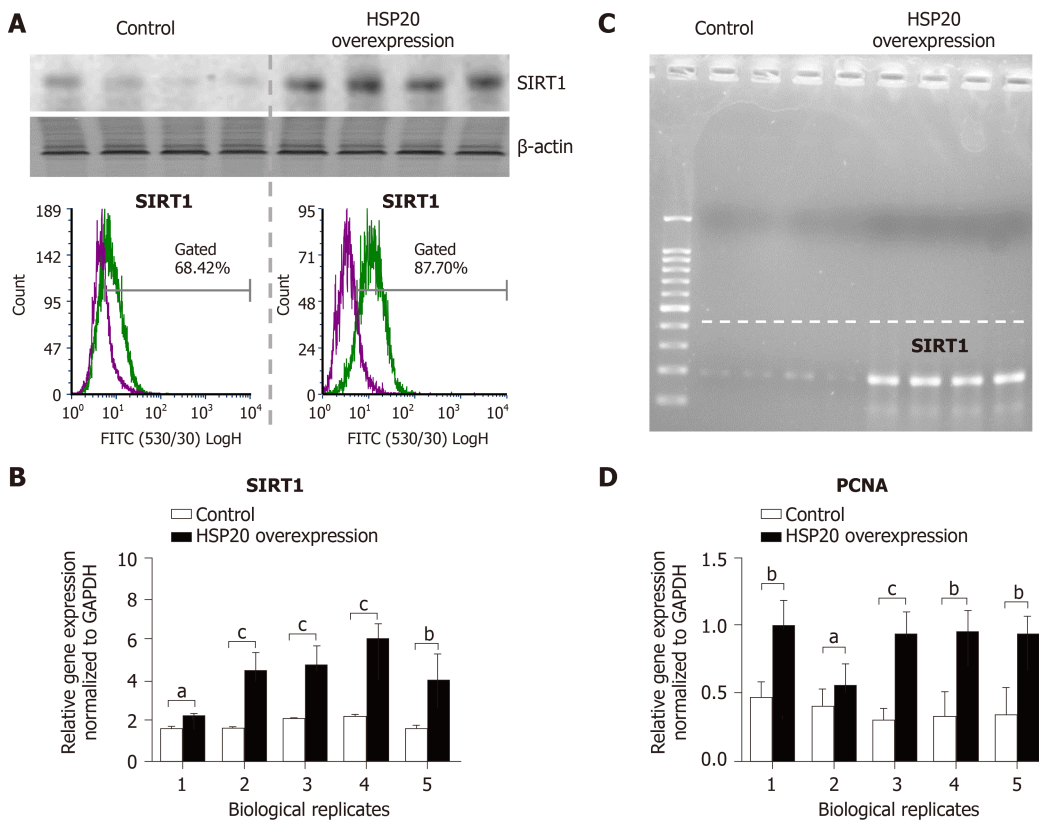 A
Control
HSP20
overexpression
SIRT1
β-actin
SIRT1
189
142
95
47
0
Count
Gated
68.42%
10⁰ 10¹ 10² 10³ 10⁴
FITC (530/30) LogH
SIRT1
95
71
48
24
0
Count
Gated
87.70%
10⁰ 10¹ 10² 10³ 10⁴
FITC (530/30) LogH
C
Control
HSP20
overexpression
SIRT1
B
SIRT1
Control
HSP20 overexpression
Relative gene expression
normalized to GAPDH
10
8
6
4
2
0
a
c
c
c
b
1 2 3 4 5
Biological replicates
D
PCNA
Control
HSP20 overexpression
Relative gene expression
normalized to GAPDH
1.5
1.0
0.5
0.0
b
a
c
b
b
1 2 3 4 5
Biological replicates